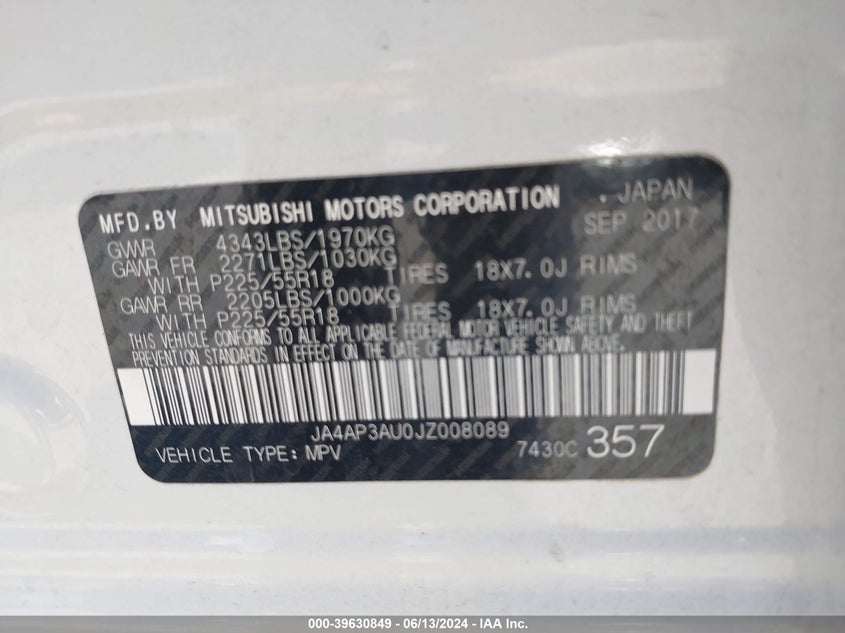 MFD.BY MITSUBISHI MOTORS CORPORATION . JAPAN
SEP 2017
GVWR 4343LBS/1970KG
GAWR FR 2271LBS/1030KG
WITH P225/55R18 TIRES 18X7.0J RIMS
GAWR RR 2205LBS/1000KG
WITH P225/55R18 TIRES 18X7.0J RIMS
THIS VEHICLE CONFORMS TO ALL APPLICABLE FEDERAL MOTOR VEHICLE SAFETY AND THEFT
PREVENTION STANDARDS IN EFFECT ON THE DATE OF MANUFACTURE SHOWN ABOVE.
JA4AP3AU0JZ008089
VEHICLE TYPE: MPV 7430C 357
000-39630849 - 06/13/2024 - IAA Inc.